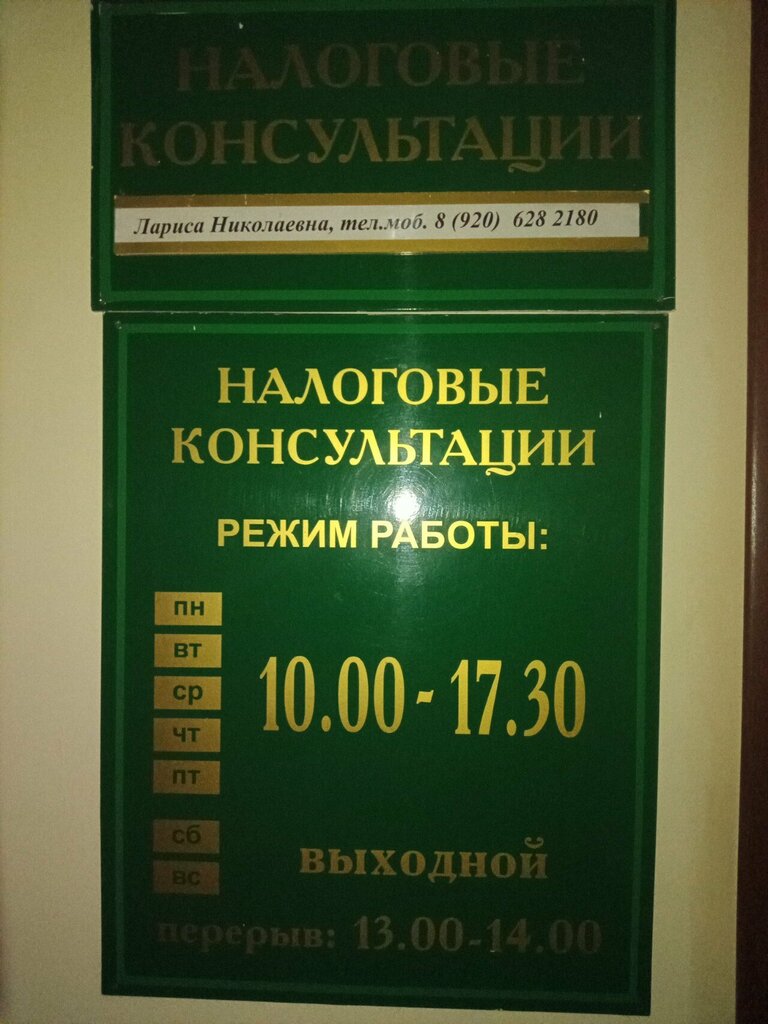 НАЛОГОВЫЕ
КОНСУЛЬТАЦИИ
Лариса Николаевна, тел.моб. 8 (920) 628 2180
НАЛОГОВЫЕ
КОНСУЛЬТАЦИИ
РЕЖИМ РАБОТЫ:
пн
вт
ср
чт
пт
10.00-17.30
сб
вс
выходной
перерыв: 13.00-14.00